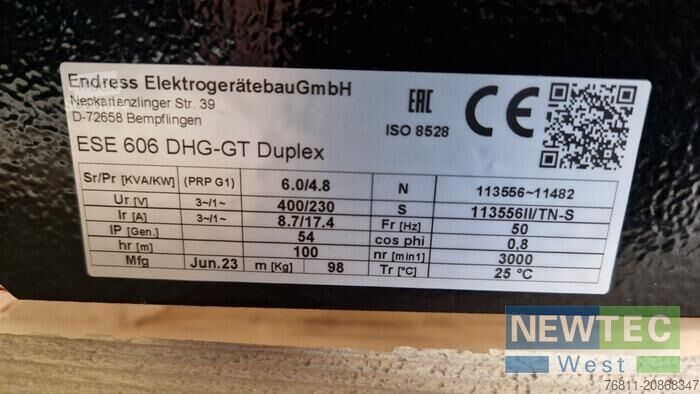 Endress ElektrogerätebauGmbH
Neckartenzlinger Str. 39
D-72658 Bempflingen
EAC
ISO 8528
CE
ESE 606 DHG-GT Duplex
Sr/Pr [KVA/KW] (PRP G1) 6.0/4.8 N 113556~11482
Ur [V] 3~/1~ 400/230 S 113556II/TN-S
Ir [A] 3~/1~ 8.7/17.4 Fr [Hz] 50
IP [Gen.] 54 cos phi 0,8
hr [m] 100 nr [min1] 3000
Mfg Jun.23 m [Kg] 98 Tr [°C] 25 °C
NEWTEC
West
76811-20868347